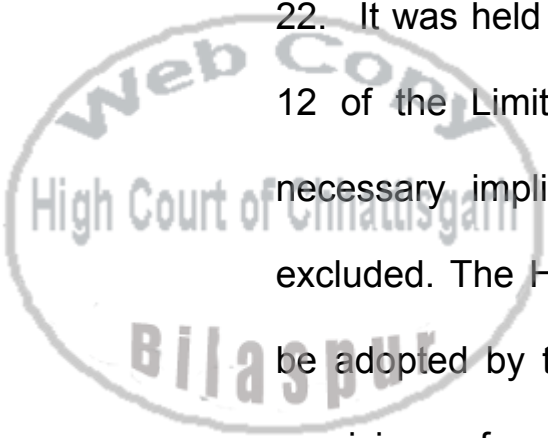 22. It was held
12 of the Limit
necessary impli
excluded. The H
be adopted by t
Web Copy
High Court of Chhattisgarh
Bilaspur